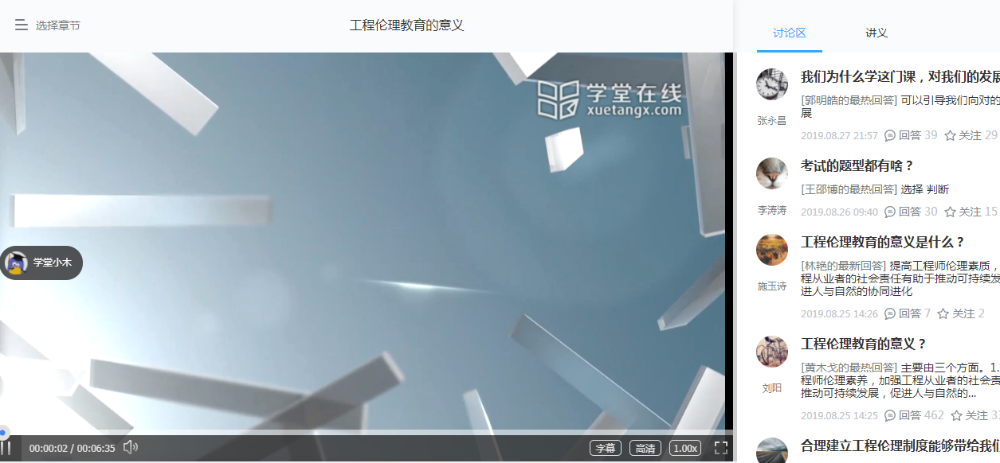 选择章节
工程伦理教育的意义
讨论区
讲义
学堂在线
xuetangx.com
学堂小木
00:00:02 / 00:06:35
字幕
高清
1.00x
我们为什么学这门课，对我们的发展
[郭明皓的最热回答] 可以引导我们向对的
展
张永昌
2019.08.27 21:57 回答 39 关注 29
考试的题型都有啥？
[王邵博的最热回答] 选择 判断
李涛涛
2019.08.26 09:40 回答 30 关注 15
工程伦理教育的意义是什么？
[林艳的最新回答] 提高工程师伦理素质，
程从业者的社会责任有助于推动可持续发
进人与自然的协同进化
施玉诗
2019.08.25 14:26 回答 7 关注 2
工程伦理教育的意义？
[黄木戈的最热回答] 主要由三个方面。1.
程师伦理素养，加强工程从业者的社会责
推动可持续发展，促进人与自然的...
刘阳
2019.08.25 14:25 回答 462 关注
合理建立工程伦理制度能够带给我们